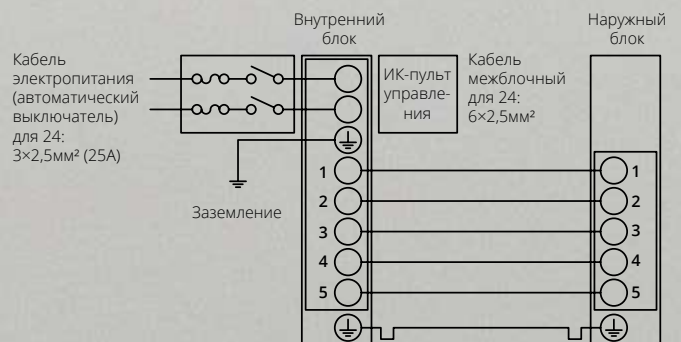 Внутренний
блок
Наружный
блок
Кабель
электропитания
(автоматический
выключатель)
для 24:
3×2,5мм² (25А)
ИК-пульт
управле-
ния
Кабель
межблочный
для 24:
6×2,5мм²
Заземление
1
2
3
4
5
1
2
3
4
5